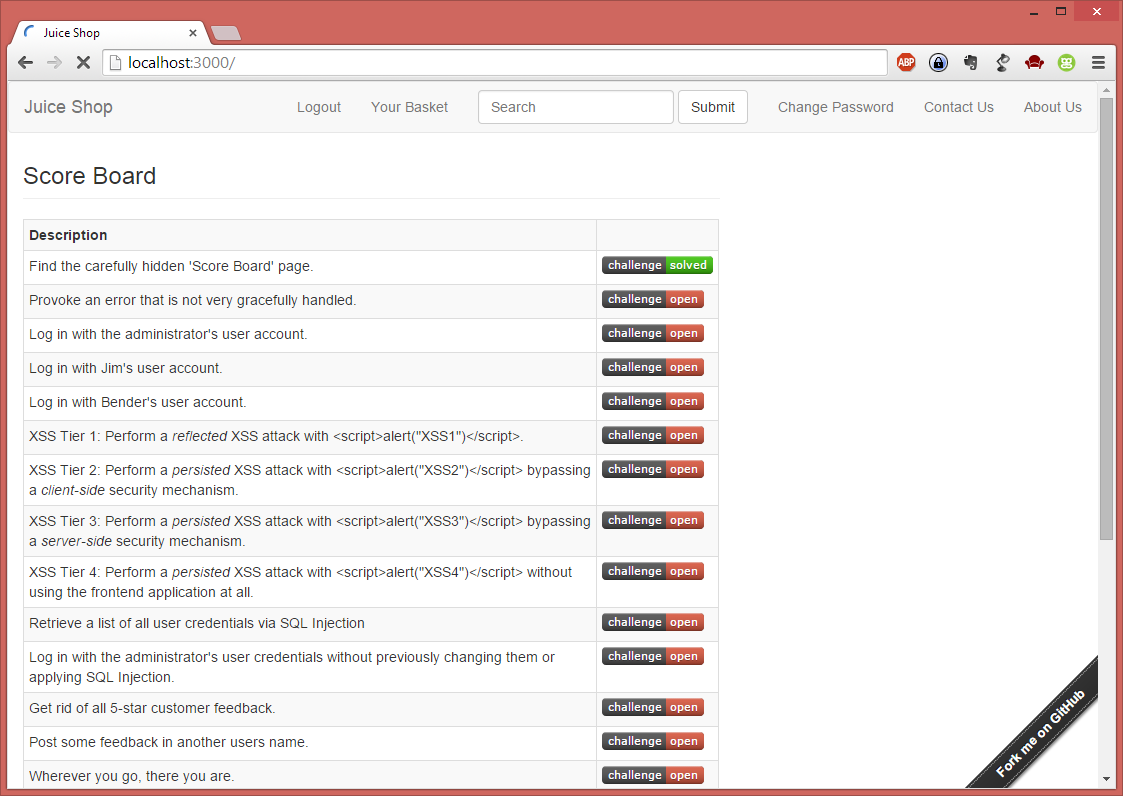 Juice Shop
localhost:3000/
ABP
Juice Shop Logout Your Basket Search Submit Change Password Contact Us About Us
Score Board
Description
Find the carefully hidden 'Score Board' page. challenge solved
Provoke an error that is not very gracefully handled. challenge open
Log in with the administrator's user account. challenge open
Log in with Jim's user account. challenge open
Log in with Bender's user account. challenge open
XSS Tier 1: Perform a reflected XSS attack with <script>alert("XSS1")</script>. challenge open
XSS Tier 2: Perform a persisted XSS attack with <script>alert("XSS2")</script> bypassing challenge open
a client-side security mechanism.
XSS Tier 3: Perform a persisted XSS attack with <script>alert("XSS3")</script> bypassing challenge open
a server-side security mechanism.
XSS Tier 4: Perform a persisted XSS attack with <script>alert("XSS4")</script> without challenge open
using the frontend application at all.
Retrieve a list of all user credentials via SQL Injection challenge open
Log in with the administrator's user credentials without previously changing them or challenge open
applying SQL Injection.
Get rid of all 5-star customer feedback. challenge open
Post some feedback in another users name. challenge open
Wherever you go, there you are. challenge open
Fork me on GitHub